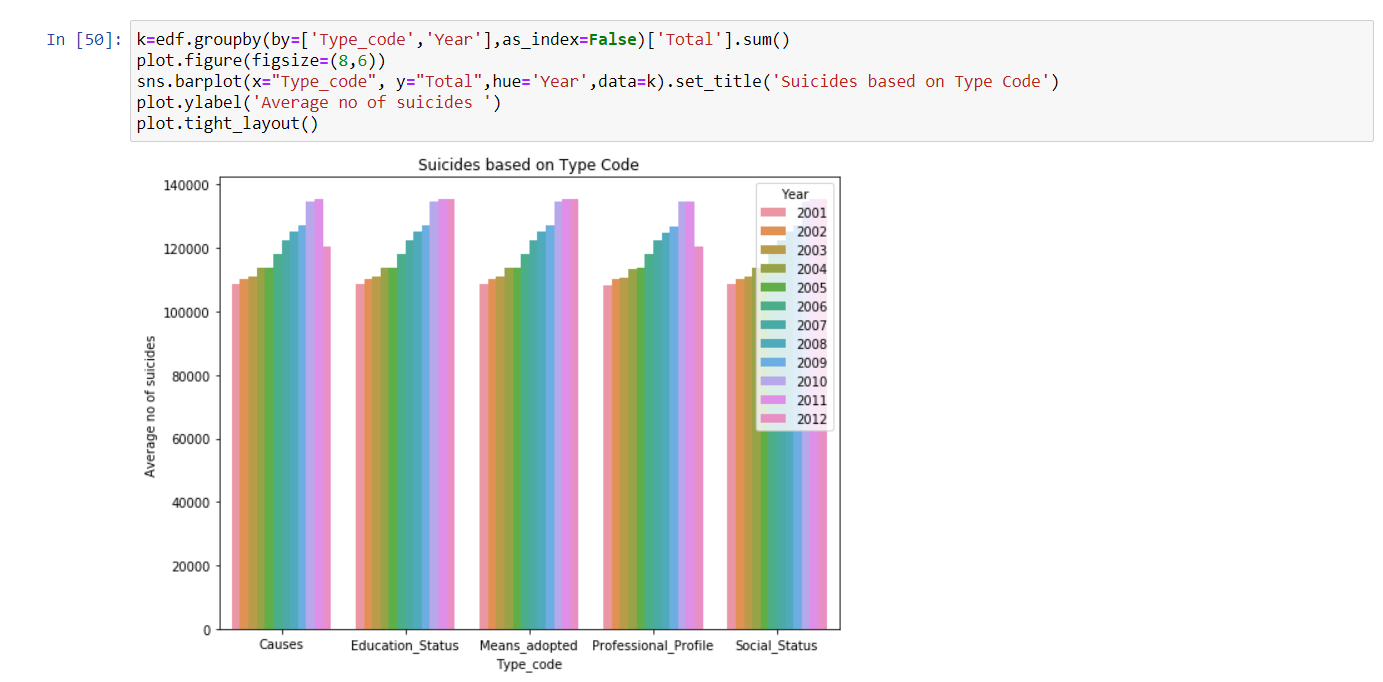 In [50]: k=edf.groupby(by=['Type_code','Year'],as_index=False)['Total'].sum()
plot.figure(figsize=(8,6))
sns.barplot(x="Type_code", y="Total",hue='Year',data=k).set_title('Suicides based on Type Code')
plot.ylabel('Average no of suicides ')
plot.tight_layout()
Suicides based on Type Code
140000
120000
100000
80000
60000
40000
20000
0
Average no of suicides
Year
2001
2002
2003
2004
2005
2006
2007
2008
2009
2010
2011
2012
Causes Education_Status Means_adopted Professional_Profile Social_Status
Type_code